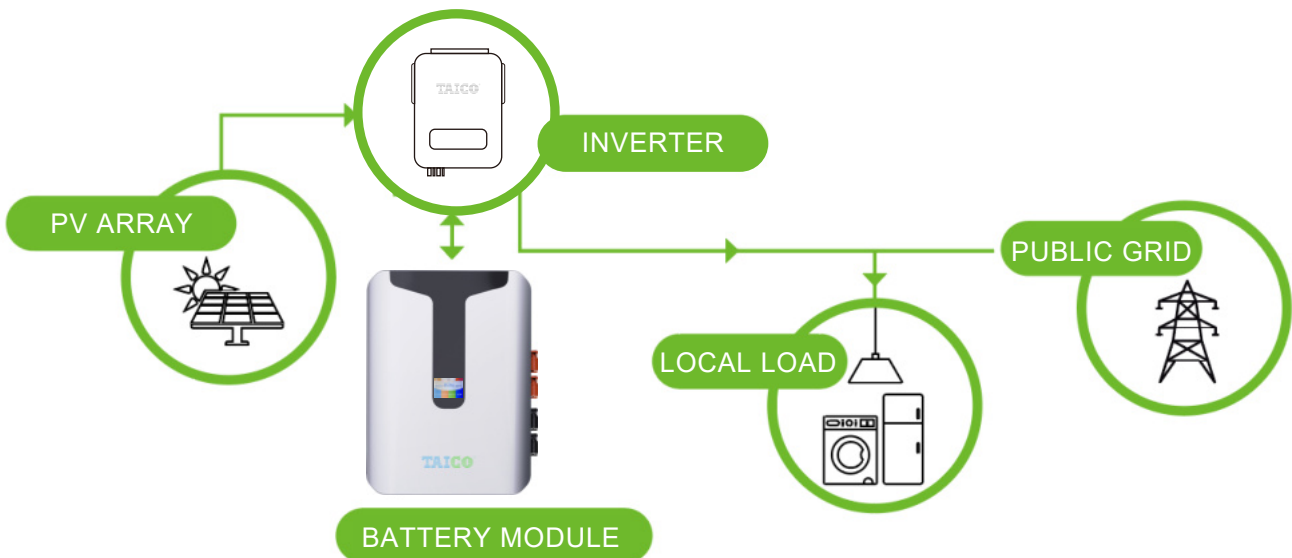 TAICO
INVERTER
PV ARRAY
PUBLIC GRID
LOCAL LOAD
TAICO
BATTERY MODULE